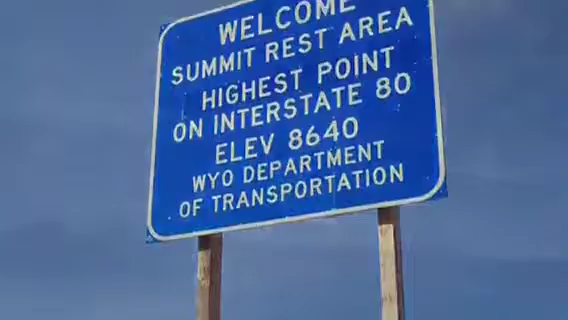 WELCOME
SUMMIT REST AREA
HIGHEST POINT
ON INTERSTATE 80
ELEV 8640
WYO DEPARTMENT
OF TRANSPORTATION